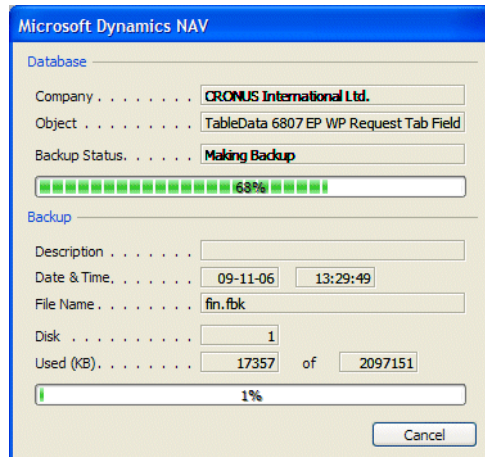 Microsoft Dynamics NAV
Database
Company . . . . . . . . CRONUS International Ltd.
Object . . . . . . . . . TableData 6807 EP WP Request Tab Field
Backup Status. . . . . . Making Backup
68%
Backup
Description . . . . . . .
Date & Time. . . . . . . 09-11-06 13:29:49
File Name . . . . . . . . fin.fbk
Disk . . . . . . . . . . 1
Used (KB). . . . . . . . 17357 of 2097151
1%
Cancel